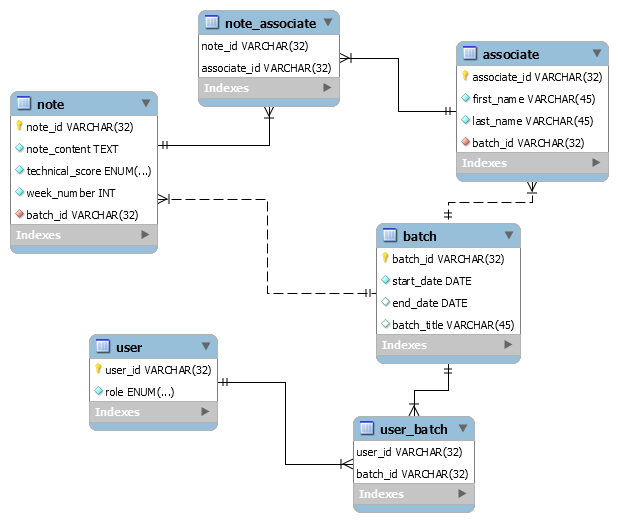 note_associate
note_id VARCHAR(32)
associate_id VARCHAR(32)
Indexes
associate
associate_id VARCHAR(32)
first_name VARCHAR(45)
last_name VARCHAR(45)
batch_id VARCHAR(32)
Indexes
note
note_id VARCHAR(32)
note_content TEXT
technical_score ENUM(...)
week_number INT
batch_id VARCHAR(32)
Indexes
batch
batch_id VARCHAR(32)
start_date DATE
end_date DATE
batch_title VARCHAR(45)
Indexes
user
user_id VARCHAR(32)
role ENUM(...)
Indexes
user_batch
user_id VARCHAR(32)
batch_id VARCHAR(32)
Indexes